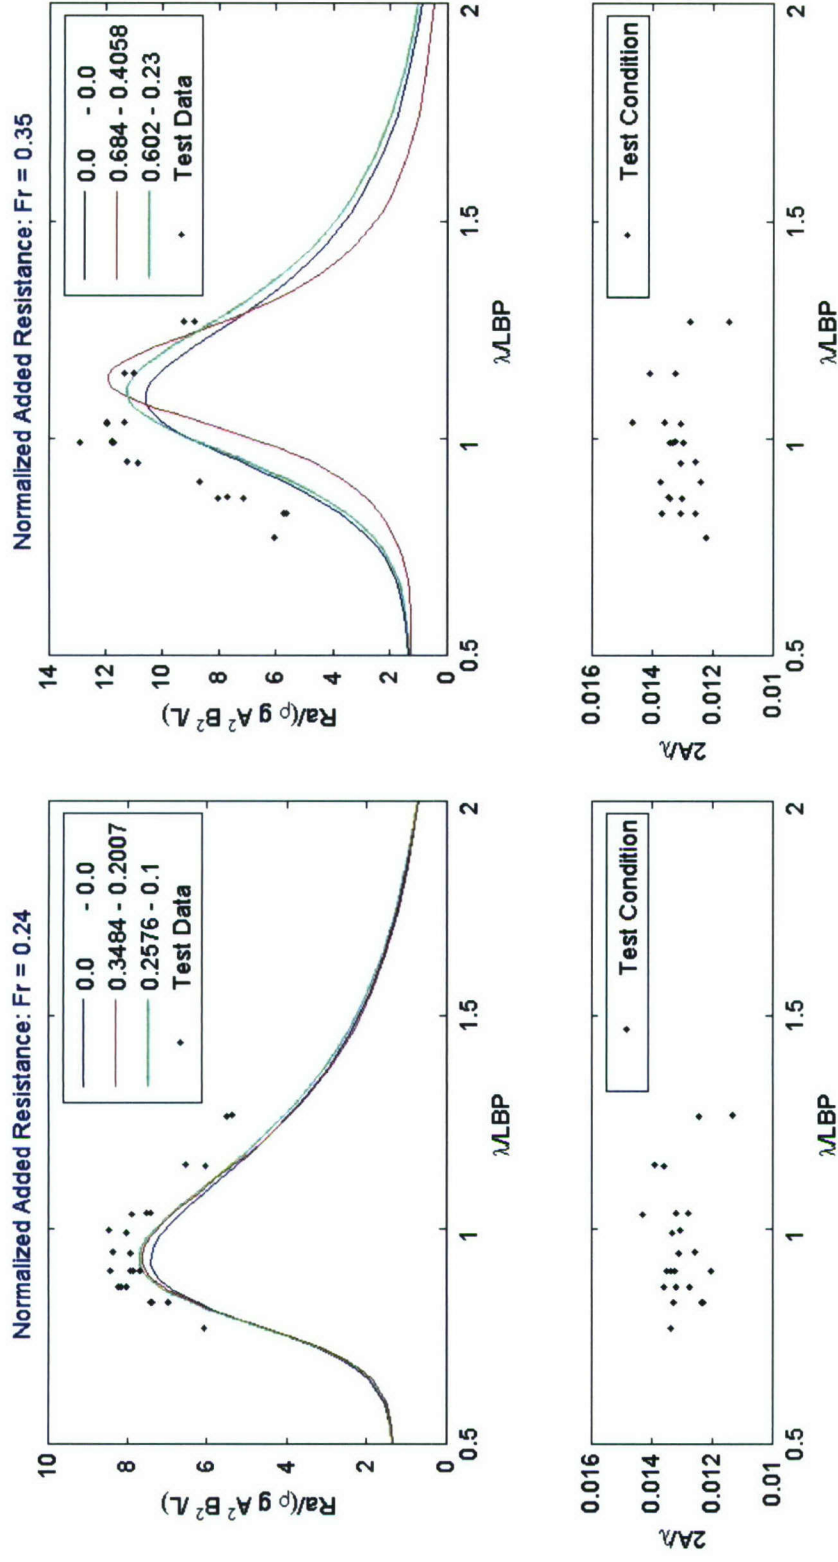 Normalized Added Resistance: Fr = 0.24
Ra/(ρ g A² B²/L)
10
8
6
4
2
0
0.0 - 0.0
0.3484 - 0.2007
0.2576 - 0.1
Test Data
0.5
1
1.5
2
λ/LBP
2A/λ
0.016
0.014
0.012
0.01
Test Condition
0.5
1
1.5
2
λ/LBP
Normalized Added Resistance: Fr = 0.35
Ra/(ρ g A² B²/L)
14
12
10
8
6
4
2
0
0.0 - 0.0
0.684 - 0.4058
0.602 - 0.23
Test Data
0.5
1
1.5
2
λ/LBP
2A/λ
0.016
0.014
0.012
0.01
Test Condition
0.5
1
1.5
2
λ/LBP